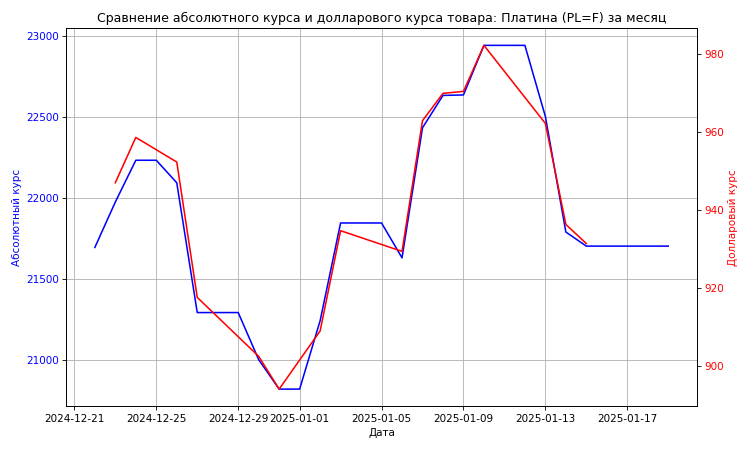 Сравнение абсолютного курса и долларового курса товара: Платина (PL=F) за месяц
23000
22500
22000
21500
21000
Абсолютный курс
980
960
940
920
900
Долларовый курс
2024-12-21 2024-12-25 2024-12-29 2025-01-01 2025-01-05 2025-01-09 2025-01-13 2025-01-17
Дата